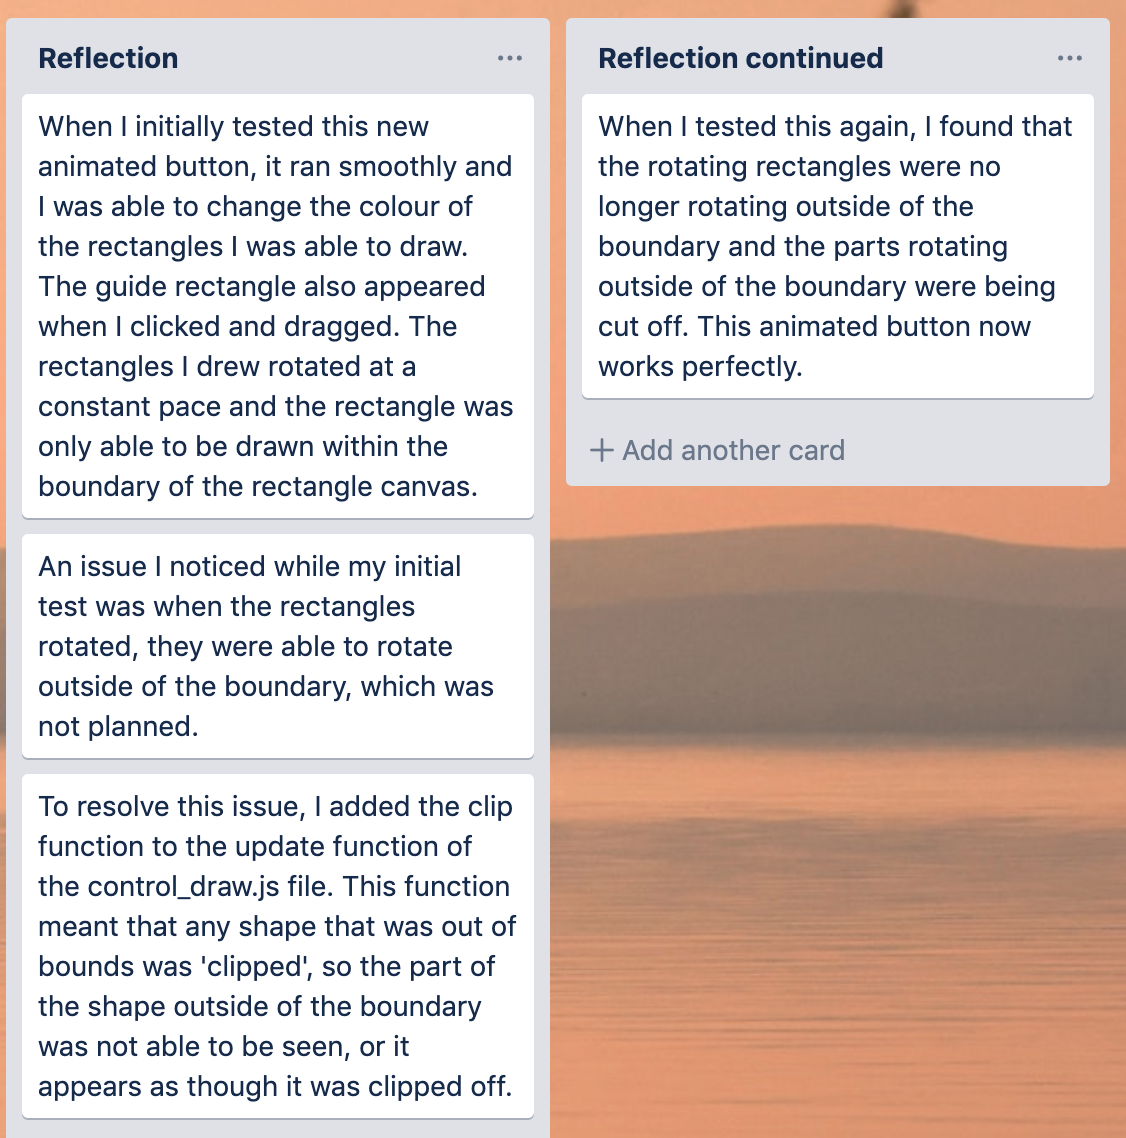 Reflection
When I initially tested this new
animated button, it ran smoothly and
I was able to change the colour of
the rectangles I was able to draw.
The guide rectangle also appeared
when I clicked and dragged. The
rectangles I drew rotated at a
constant pace and the rectangle was
only able to be drawn within the
boundary of the rectangle canvas.
An issue I noticed while my initial
test was when the rectangles
rotated, they were able to rotate
outside of the boundary, which was
not planned.
To resolve this issue, I added the clip
function to the update function of
the control_draw.js file. This function
meant that any shape that was out of
bounds was 'clipped', so the part of
the shape outside of the boundary
was not able to be seen, or it
appears as though it was clipped off.
Reflection continued
When I tested this again, I found that
the rotating rectangles were no
longer rotating outside of the
boundary and the parts rotating
outside of the boundary were being
cut off. This animated button now
works perfectly.
+ Add another card